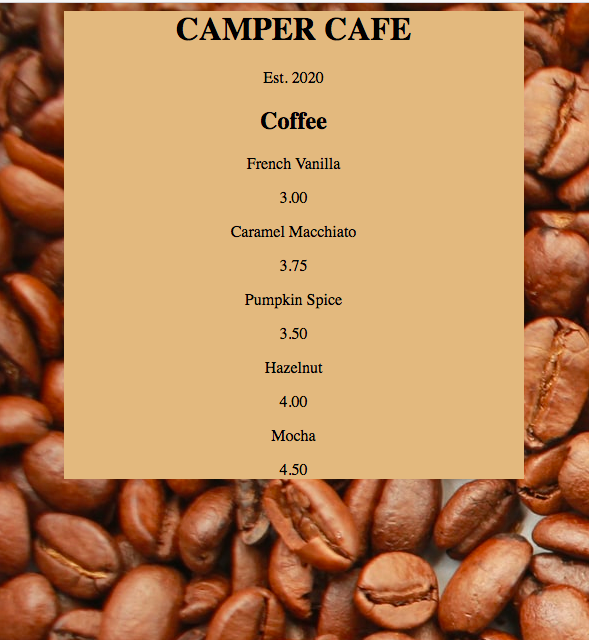 CAMPER CAFE
Est. 2020
Coffee
French Vanilla
3.00
Caramel Macchiato
3.75
Pumpkin Spice
3.50
Hazelnut
4.00
Mocha
4.50